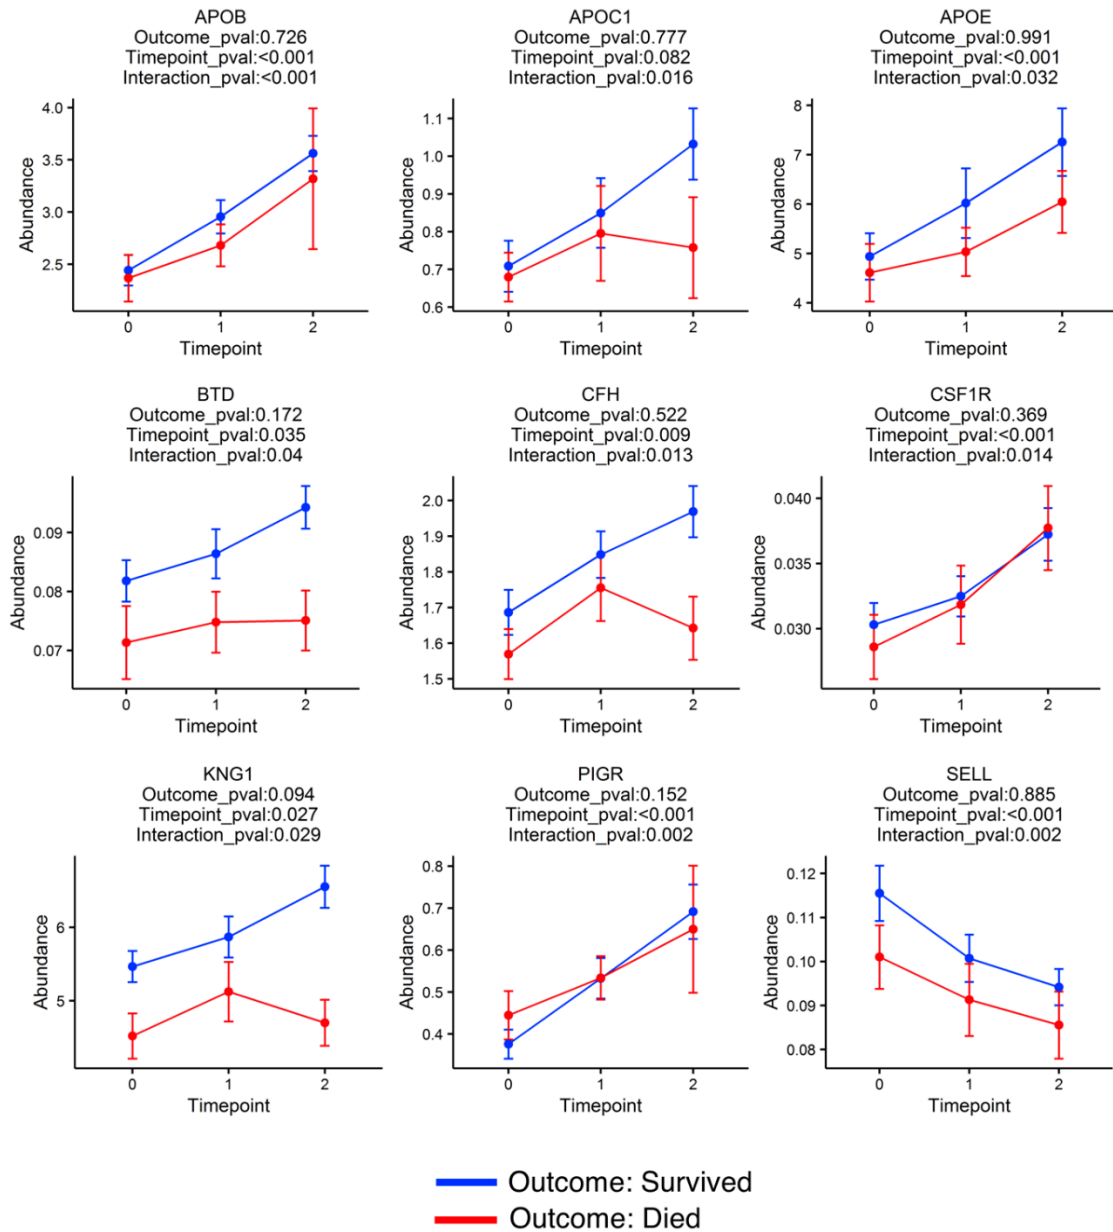 APOB
Outcome_pval:0.726
Timepoint_pval:<0.001
Interaction_pval:<0.001
4.0
3.5
3.0
2.5
Abundance
0
1
2
Timepoint
APOC1
Outcome_pval:0.777
Timepoint_pval:0.082
Interaction_pval:0.016
1.1
1.0
0.9
0.8
0.7
0.6
Abundance
0
1
2
Timepoint
APOE
Outcome_pval:0.991
Timepoint_pval:<0.001
Interaction_pval:0.032
8
7
6
5
4
Abundance
0
1
2
Timepoint
BTD
Outcome_pval:0.172
Timepoint_pval:0.035
Interaction_pval:0.04
0.09
0.08
0.07
Abundance
0
1
2
Timepoint
CFH
Outcome_pval:0.522
Timepoint_pval:0.009
Interaction_pval:0.013
2.0
1.9
1.8
1.7
1.6
1.5
Abundance
0
1
2
Timepoint
CSF1R
Outcome_pval:0.369
Timepoint_pval:<0.001
Interaction_pval:0.014
0.040
0.035
0.030
Abundance
0
1
2
Timepoint
KNG1
Outcome_pval:0.094
Timepoint_pval:0.027
Interaction_pval:0.029
6
5
Abundance
0
1
2
Timepoint
PIGR
Outcome_pval:0.152
Timepoint_pval:<0.001
Interaction_pval:0.002
0.8
0.7
0.6
0.5
0.4
Abundance
0
1
2
Timepoint
SELL
Outcome_pval:0.885
Timepoint_pval:<0.001
Interaction_pval:0.002
0.12
0.11
0.10
0.09
0.08
Abundance
0
1
2
Timepoint
Outcome: Survived
Outcome: Died